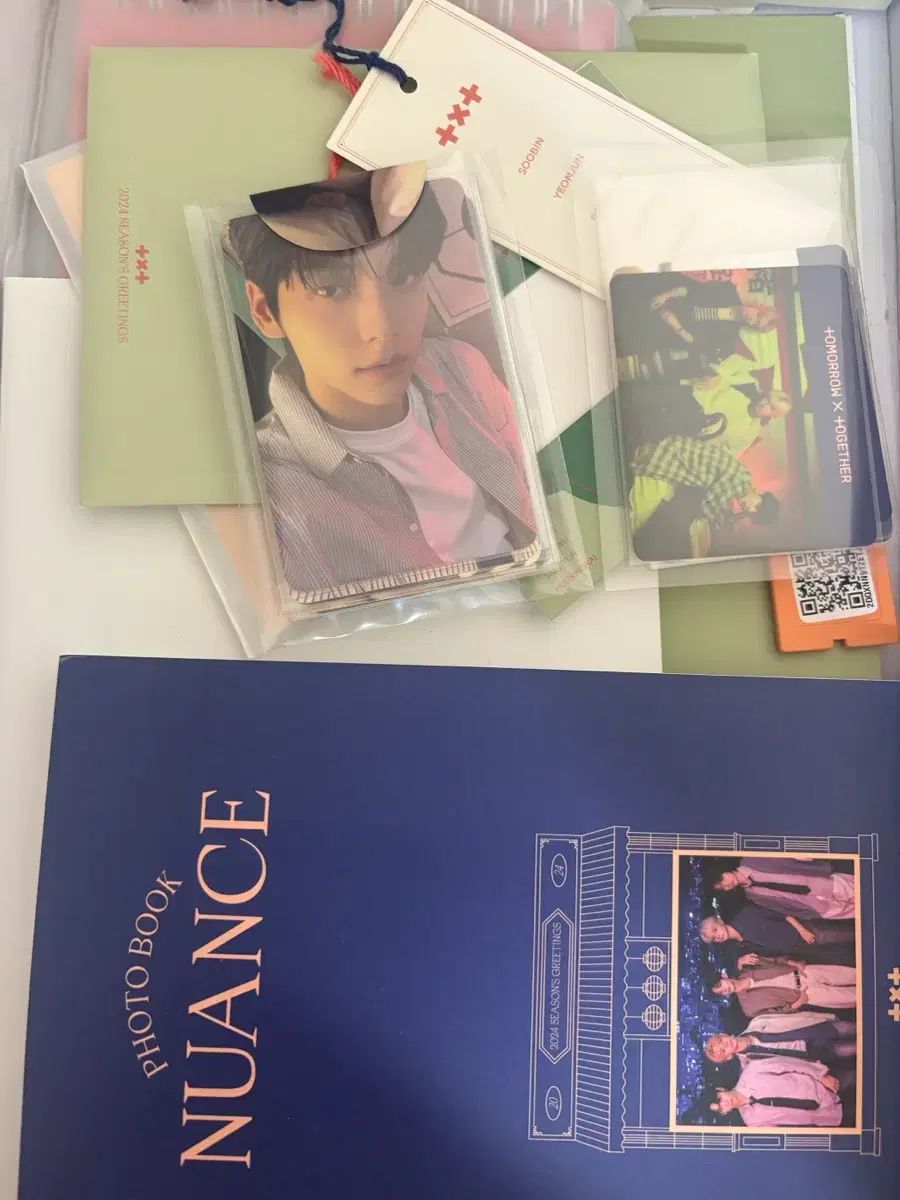 SOOBIN
YEONJUN
2024 SEASON'S GREETINGS
TOMORROW × TOGETHER
PHOTO BOOK
NUANCE
20
2024 SEASON'S GREETINGS
24